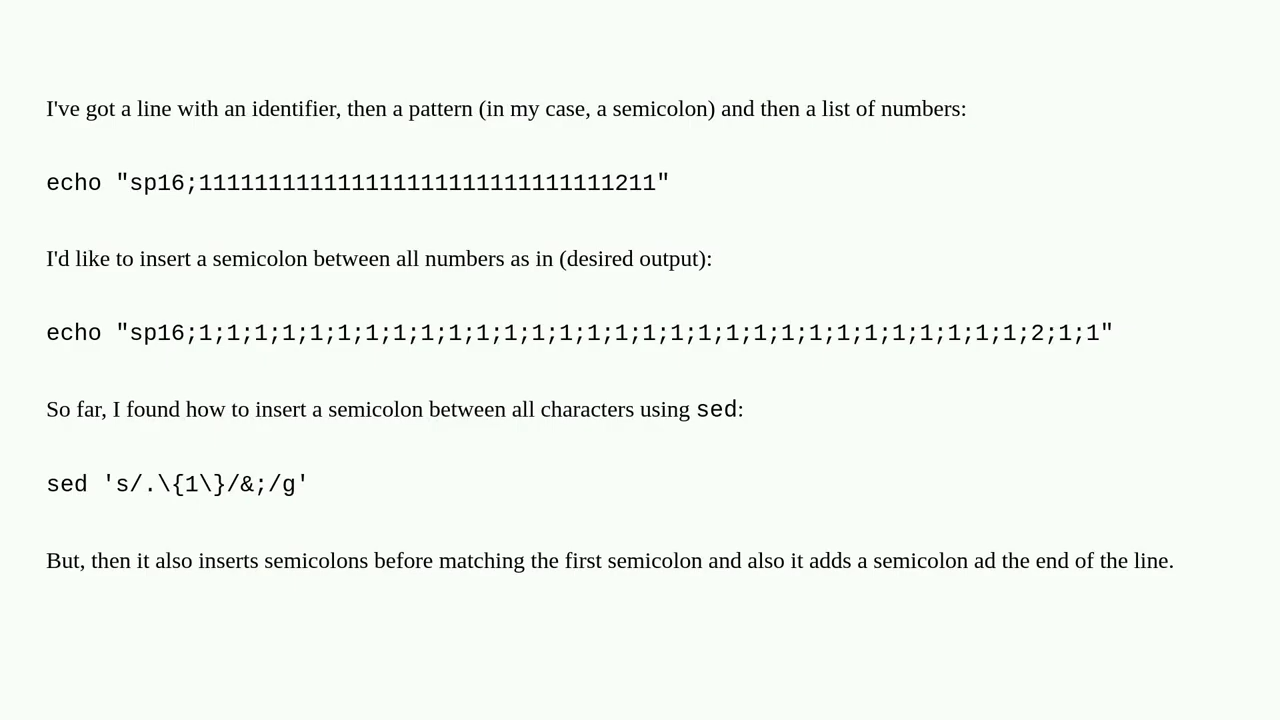 I've got a line with an identifier, then a pattern (in my case, a semicolon) and then a list of numbers:
echo "sp16;111111111111111111111111111111211"
I'd like to insert a semicolon between all numbers as in (desired output):
echo "sp16;1;1;1;1;1;1;1;1;1;1;1;1;1;1;1;1;1;1;1;1;1;1;1;1;1;1;1;1;1;1;2;1;1"
So far, I found how to insert a semicolon between all characters using sed:
sed 's/.\{1\}/&;/g'
But, then it also inserts semicolons before matching the first semicolon and also it adds a semicolon ad the end of the line.